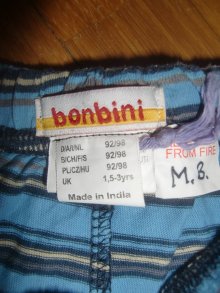 bonbini
D/A/R/NL 92/98
S/CH/F/S 92/98
PL/CZ/HU 92/98
UK 1,5-3yrs
Made in India
FROM FIRE
M.B.